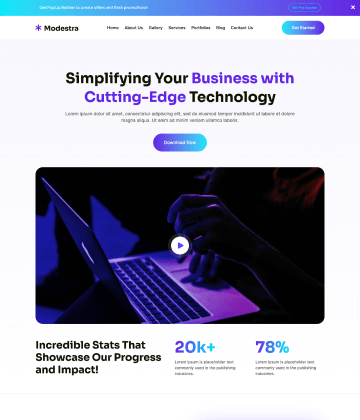 Get PopUp Builder to create offers and flash promotions!!
Get Pro Access
Modestra
Home About Us Gallery Services Portfolios Blog Contact Us
Get Started
Simplifying Your Business with
Cutting-Edge Technology
Lorem ipsum dolor sit amet, consectetur adipiscing elit, sed do eiusmod tempor incididunt ut labore et dolore
magna aliqua. Ut enim ad minim veniam ullamco laboris.
Download Now
Incredible Stats That
Showcase Our Progress
and Impact!
20k+
Lorem Ipsum is placeholder text
commonly used in the publishing
industries.
78%
Lorem Ipsum is placeholder text
commonly used in the publishing
industries.